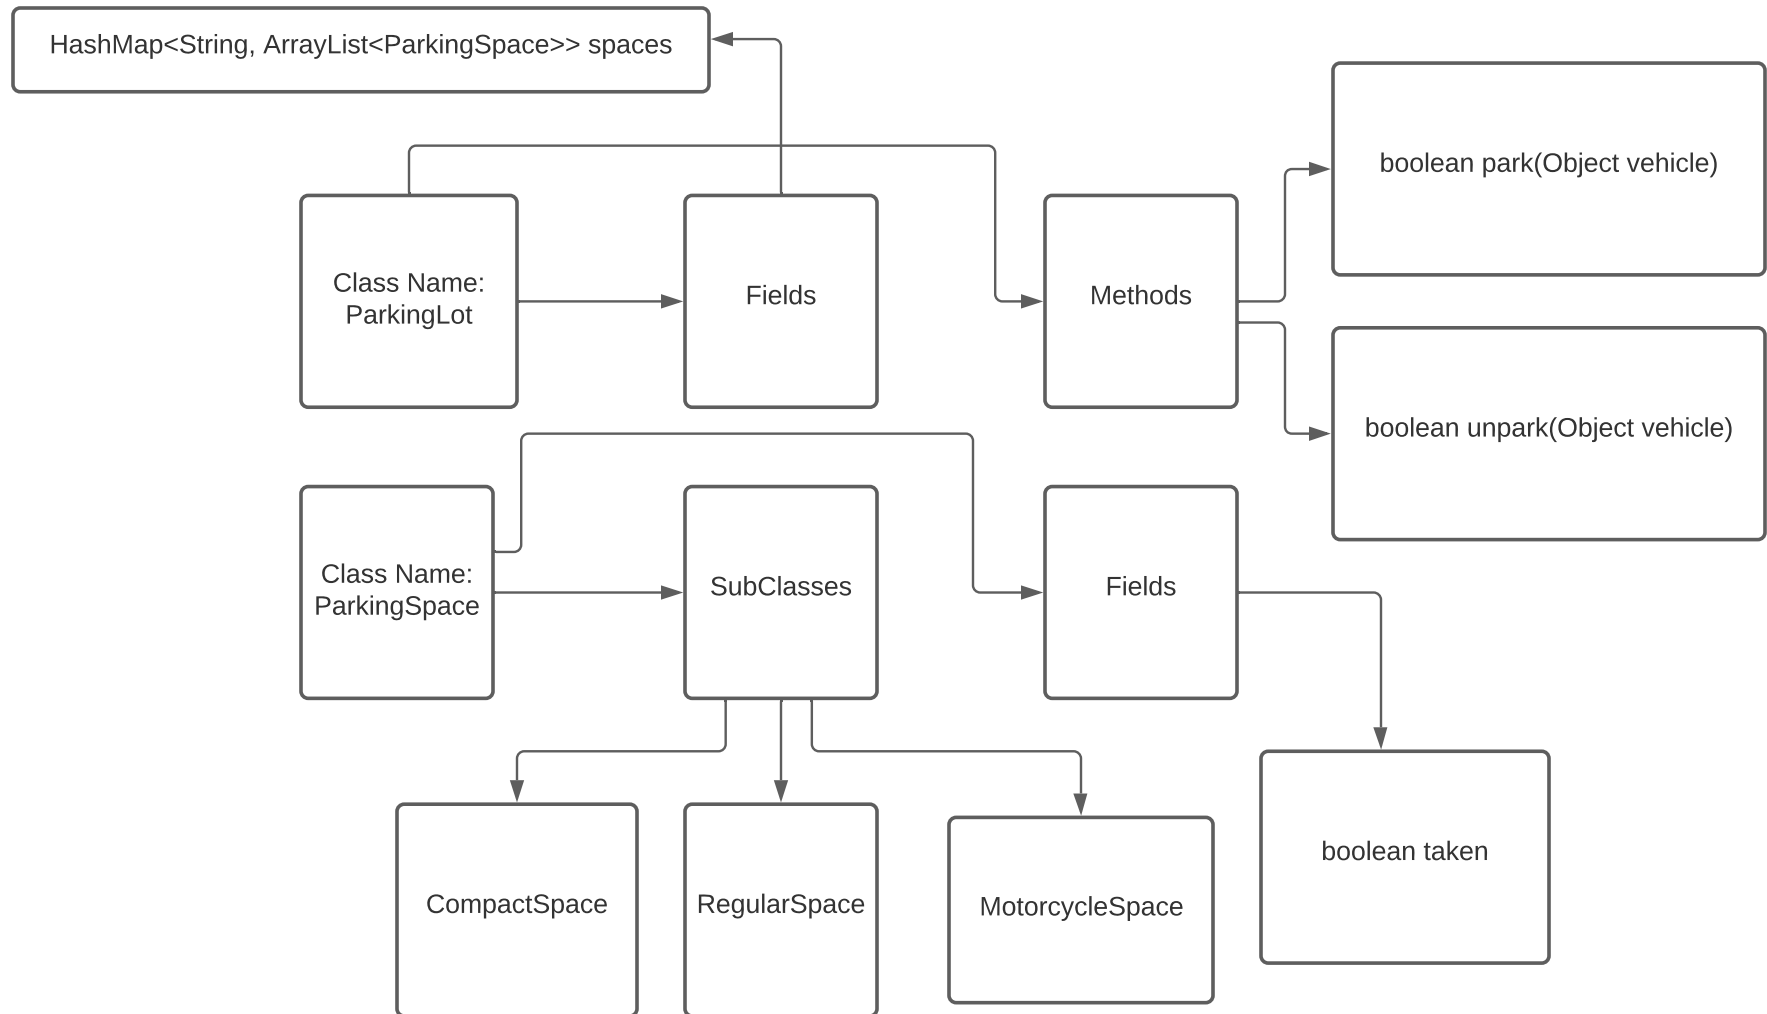 HashMap<String, ArrayList<ParkingSpace>> spaces
boolean park(Object vehicle)
Class Name:
ParkingLot
Fields
Methods
boolean unpark(Object vehicle)
Class Name:
ParkingSpace
SubClasses
Fields
boolean taken
CompactSpace
RegularSpace
MotorcycleSpace